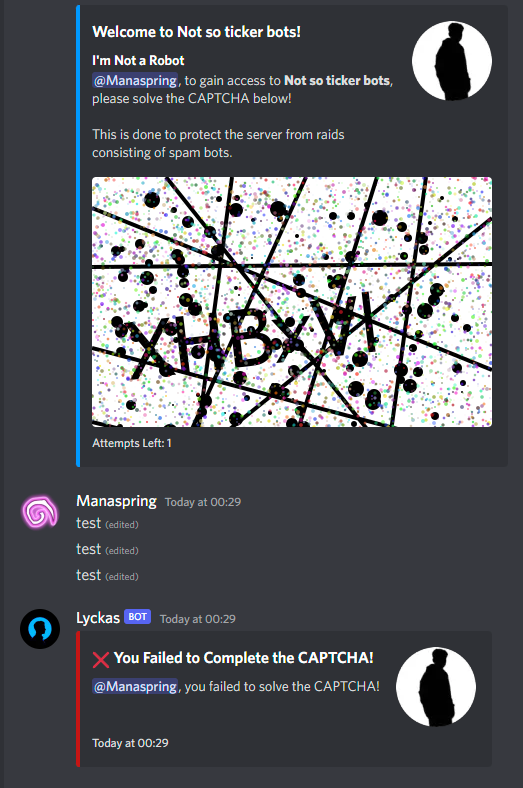 Welcome to Not so ticker bots!
I'm Not a Robot
@Manaspring, to gain access to Not so ticker bots,
please solve the CAPTCHA below!
This is done to protect the server from raids
consisting of spam bots.
Attempts Left: 1
Manaspring Today at 00:29
test (edited)
test (edited)
test (edited)
Lyckas BOT Today at 00:29
❌ You Failed to Complete the CAPTCHA!
@Manaspring, you failed to solve the CAPTCHA!
Today at 00:29